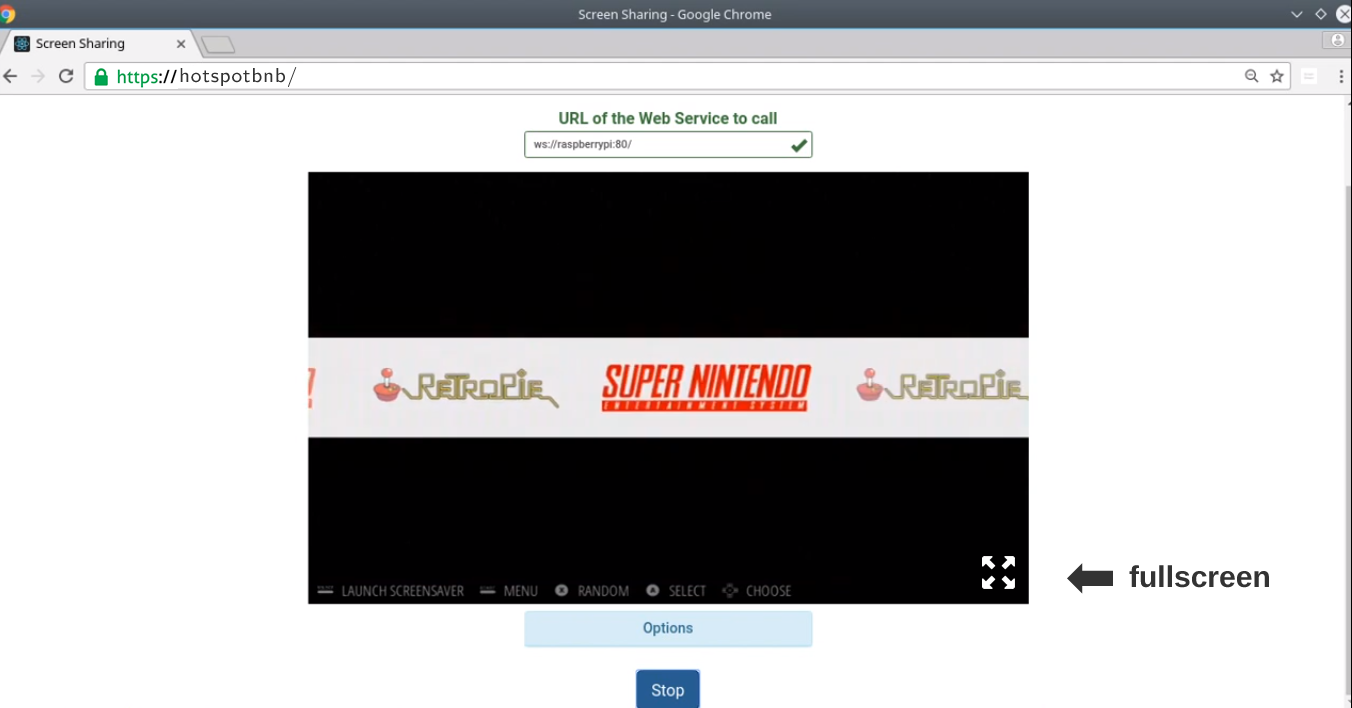 Screen Sharing - Google Chrome
Screen Sharing
https://hotspotbnb/
URL of the Web Service to call
ws://raspberrypi:80/
! RETROPIE SUPER NINTENDO RETROPIE
ENTERTAINMENT SYSTEM
LAUNCH SCREENSAVER MENU RANDOM SELECT CHOOSE
fullscreen
Options
Stop